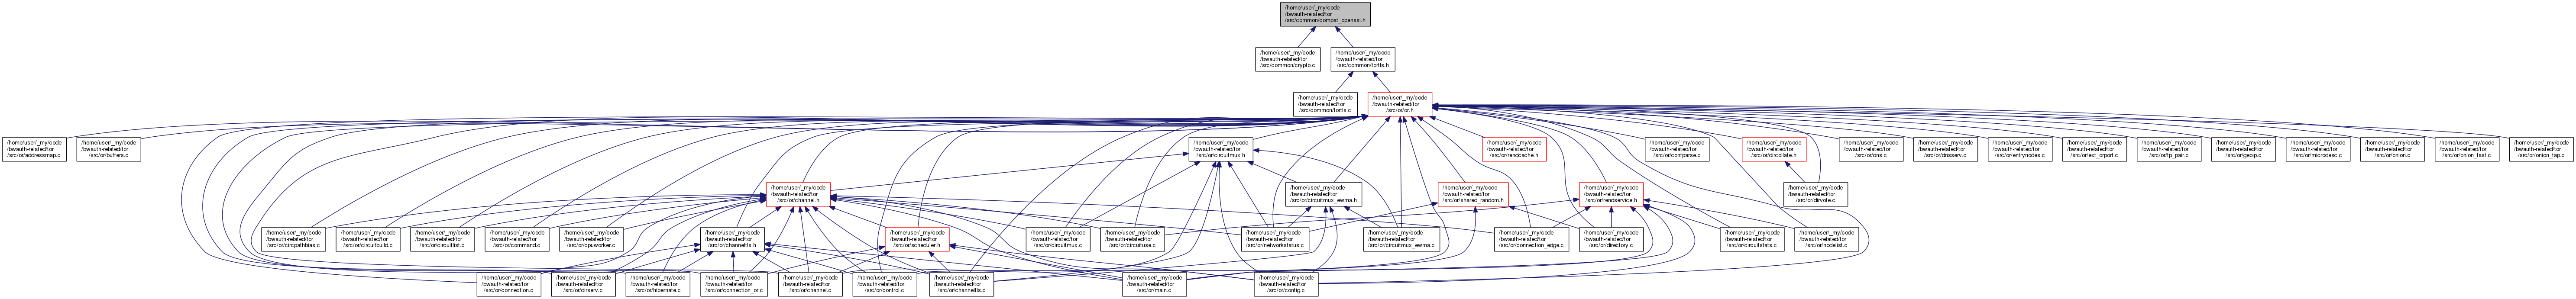 /home/user/_my/code
/bwauth-related/tor
/src/common/compat_openssl.h
/home/user/_my/code
/bwauth-related/tor
/src/common/crypto.c
/home/user/_my/code
/bwauth-related/tor
/src/common/tortls.h
/home/user/_my/code
/bwauth-related/tor
/src/common/tortls.c
/home/user/_my/code
/bwauth-related/tor
/src/or/or.h
/home/user/_my/code
/bwauth-related/tor
/src/or/addressmap.c
/home/user/_my/code
/bwauth-related/tor
/src/or/buffers.c
/home/user/_my/code
/bwauth-related/tor
/src/or/circuitmux.h
/home/user/_my/code
/bwauth-related/tor
/src/or/rendcache.h
/home/user/_my/code
/bwauth-related/tor
/src/or/confparse.c
/home/user/_my/code
/bwauth-related/tor
/src/or/dircollate.h
/home/user/_my/code
/bwauth-related/tor
/src/or/dns.c
/home/user/_my/code
/bwauth-related/tor
/src/or/dnsserv.c
/home/user/_my/code
/bwauth-related/tor
/src/or/entrynodes.c
/home/user/_my/code
/bwauth-related/tor
/src/or/ext_orport.c
/home/user/_my/code
/bwauth-related/tor
/src/or/fp_pair.c
/home/user/_my/code
/bwauth-related/tor
/src/or/geoip.c
/home/user/_my/code
/bwauth-related/tor
/src/or/microdesc.c
/home/user/_my/code
/bwauth-related/tor
/src/or/onion.c
/home/user/_my/code
/bwauth-related/tor
/src/or/onion_fast.c
/home/user/_my/code
/bwauth-related/tor
/src/or/onion_tap.c
/home/user/_my/code
/bwauth-related/tor
/src/or/channel.h
/home/user/_my/code
/bwauth-related/tor
/src/or/circuitmux_ewma.h
/home/user/_my/code
/bwauth-related/tor
/src/or/shared_random.h
/home/user/_my/code
/bwauth-related/tor
/src/or/rendservice.h
/home/user/_my/code
/bwauth-related/tor
/src/or/dirvote.c
/home/user/_my/code
/bwauth-related/tor
/src/or/circpathbias.c
/home/user/_my/code
/bwauth-related/tor
/src/or/circuitbuild.c
/home/user/_my/code
/bwauth-related/tor
/src/or/circuitlist.c
/home/user/_my/code
/bwauth-related/tor
/src/or/command.c
/home/user/_my/code
/bwauth-related/tor
/src/or/cpuworker.c
/home/user/_my/code
/bwauth-related/tor
/src/or/channeltls.h
/home/user/_my/code
/bwauth-related/tor
/src/or/scheduler.h
/home/user/_my/code
/bwauth-related/tor
/src/or/circuitmux.c
/home/user/_my/code
/bwauth-related/tor
/src/or/circuituse.c
/home/user/_my/code
/bwauth-related/tor
/src/or/networkstatus.c
/home/user/_my/code
/bwauth-related/tor
/src/or/circuitmux_ewma.c
/home/user/_my/code
/bwauth-related/tor
/src/or/connection_edge.c
/home/user/_my/code
/bwauth-related/tor
/src/or/directory.c
/home/user/_my/code
/bwauth-related/tor
/src/or/circuitstats.c
/home/user/_my/code
/bwauth-related/tor
/src/or/nodelist.c
/home/user/_my/code
/bwauth-related/tor
/src/or/connection.c
/home/user/_my/code
/bwauth-related/tor
/src/or/dirserv.c
/home/user/_my/code
/bwauth-related/tor
/src/or/hibernate.c
/home/user/_my/code
/bwauth-related/tor
/src/or/connection_or.c
/home/user/_my/code
/bwauth-related/tor
/src/or/channel.c
/home/user/_my/code
/bwauth-related/tor
/src/or/control.c
/home/user/_my/code
/bwauth-related/tor
/src/or/channeltls.c
/home/user/_my/code
/bwauth-related/tor
/src/or/main.c
/home/user/_my/code
/bwauth-related/tor
/src/or/config.c